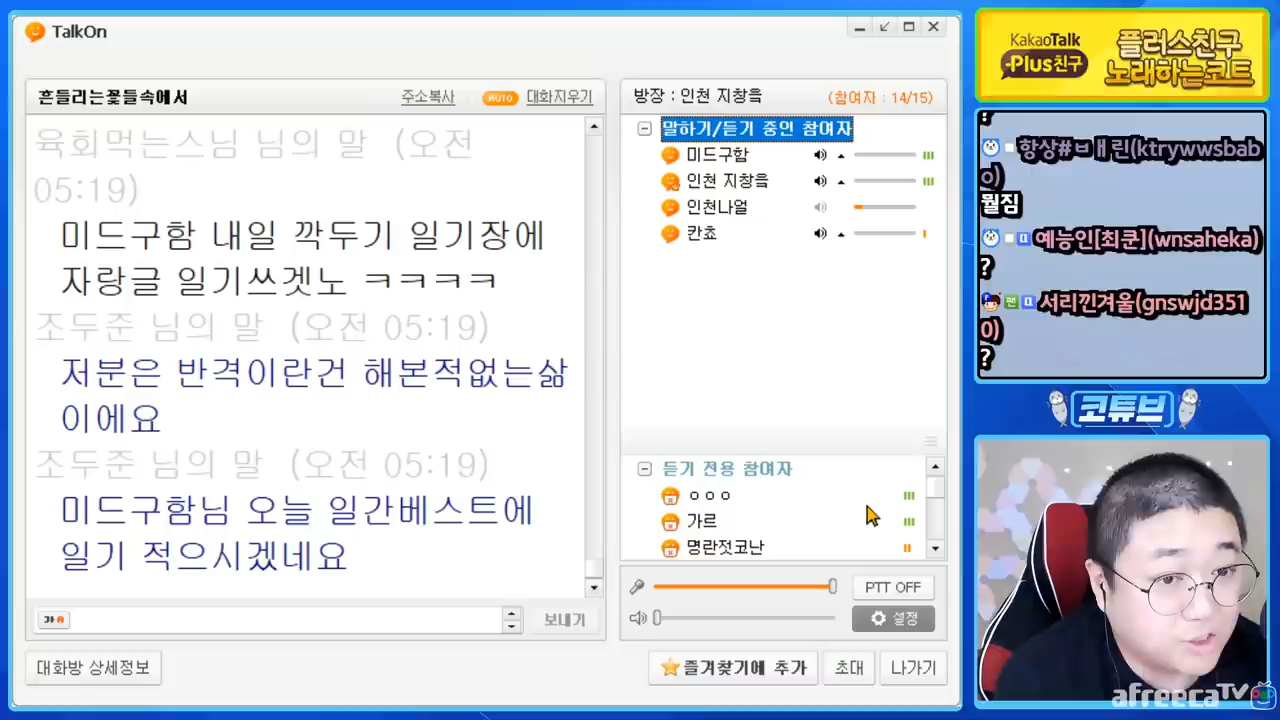 TalkOn
흔들리는꽃들속에서
주소복사
AUTO
대화지우기
육회먹는스님 님의 말 (오전
05:19)
미드구함 내일 깍두기 일기장에
자랑글 일기쓰겟노 ㅋㅋㅋㅋ
조두준 님의 말 (오전 05:19)
저분은 반격이란건 해본적없는삶
이에요
조두준 님의 말 (오전 05:19)
미드구함님 오늘 일간베스트에
일기 적으시겠네요
보내기
대화방 상세정보
방장 : 인천 지창욱
(참여자 : 14/15)
말하기/듣기 중인 참여자
미드구함
인천 지창욱
인천나얼
칸쵸
듣기 전용 참여자
ㅇㅇㅇ
가르
명란젓코난
PTT OFF
설정
즐겨찾기에 추가
초대
나가기
KakaoTalk
Plus친구
플러스친구
노래하는코트
?
항상#ㅂㅐ린(ktrywwsbab
o)
뭘짐
예능인[최쿤](wnsaheka)
?
팬
서리낀겨울(gnswjd351
0)
?
코튜브
afreecaTV